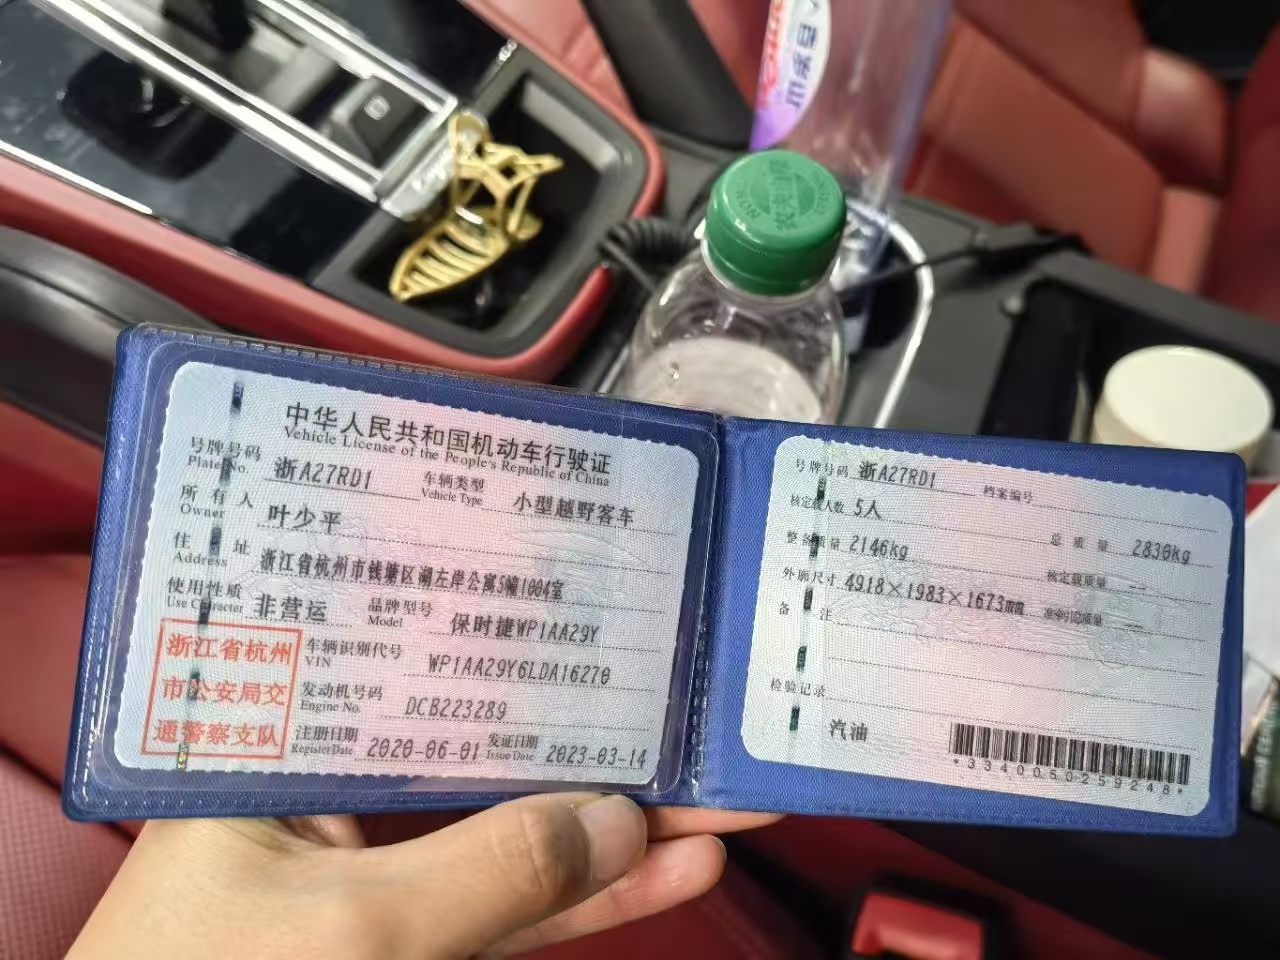 中华人民共和国机动车行驶证
Vehicle License of the People's Republic of China
号牌号码 浙A27RD1 车辆类型 小型越野客车
Plate No. Vehicle Type
所有人 叶少平
Owner
住址 浙江省杭州市钱塘区湖左岸公寓5幢1004室
Address
使用性质 非营运 品牌型号 保时捷WP1AA29Y
Use Character Model
浙江省杭州
市公安局交
通警察支队
车辆识别代号 WP1AA29Y6LDA16270
VIN
发动机号码 DCB223289
Engine No.
注册日期 2020-06-01 发证日期 2023-03-14
Register Date Issue Date
号牌号码 浙A27RD1 档案编号
核定载人数 5人 总质量 2830kg
整备质量 2146kg 核定载质量 --
外廓尺寸 4918×1983×1673mm 准牵引总质量 --
备注
检验记录
汽油
*3340050259248*
农夫山泉
百岁山